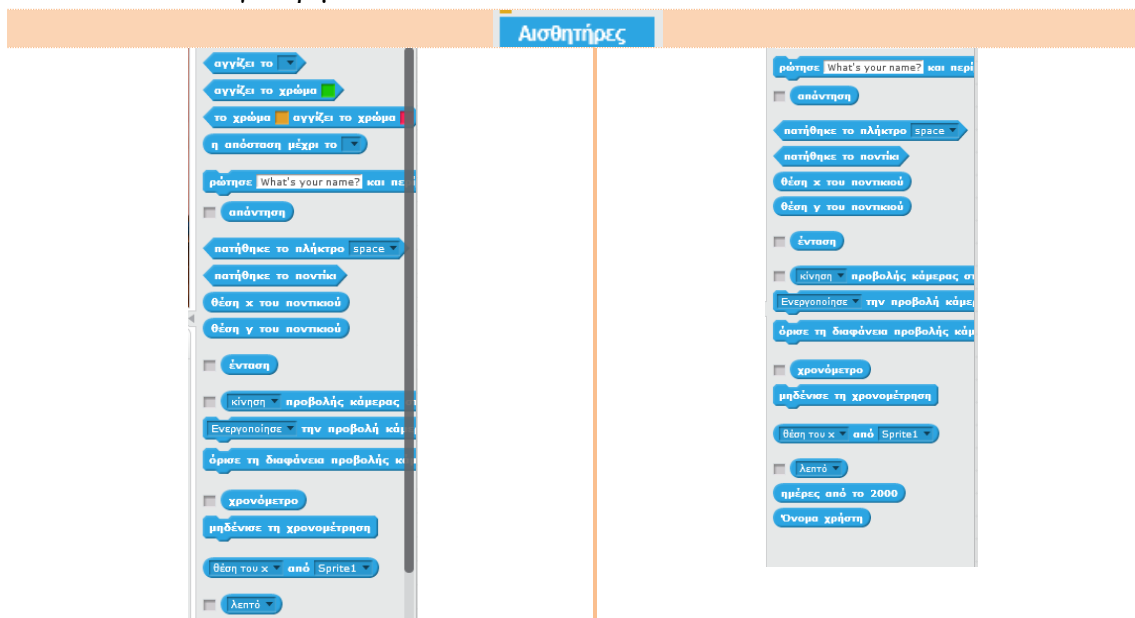 Αισθητήρες
αγγίζει το
αγγίζει το χρώμα
το χρώμα αγγίζει το χρώμα
η απόσταση μέχρι το
ρώτησε What's your name? και πε
απάντηση
πατήθηκε το πλήκτρο space
πατήθηκε το ποντίκι
θέση x του ποντικιού
θέση y του ποντικιού
ένταση
κίνηση προβολής κάμερας
Ενεργοποίησε την προβολή κάμ
όρισε τη διαφάνεια προβολής κ
χρονόμετρο
μηδένισε τη χρονομέτρηση
θέση του x από Sprite1
λεπτό
ρώτησε What's your name? και περί
απάντηση
πατήθηκε το πλήκτρο space
πατήθηκε το ποντίκι
θέση x του ποντικιού
θέση y του ποντικιού
ένταση
κίνηση προβολής κάμερας στ
Ενεργοποίησε την προβολή κάμε
όρισε τη διαφάνεια προβολής κάμ
χρονόμετρο
μηδένισε τη χρονομέτρηση
θέση του x από Sprite1
λεπτό
ημέρες από το 2000
Όνομα χρήστη